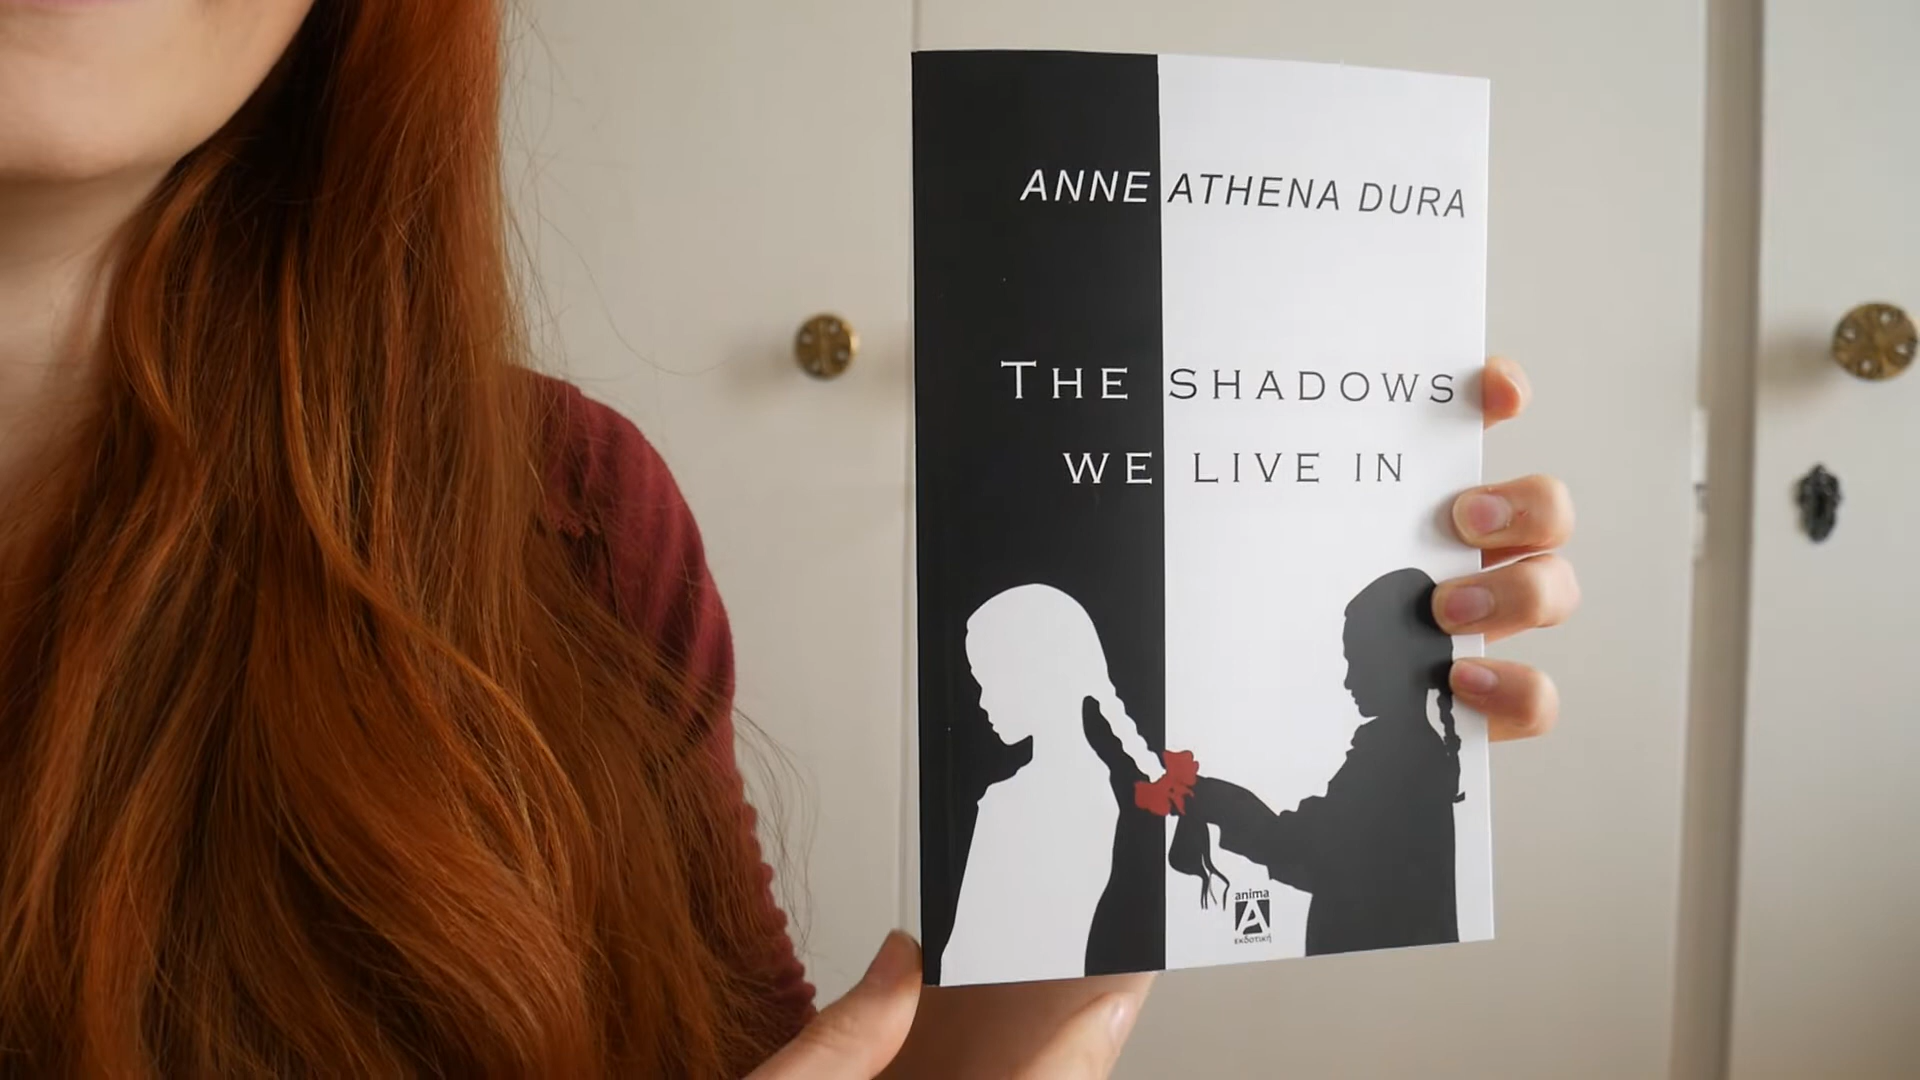 ANNE ATHENA DURA
THE SHADOWS
WE LIVE IN
anima
A
εκδοτική